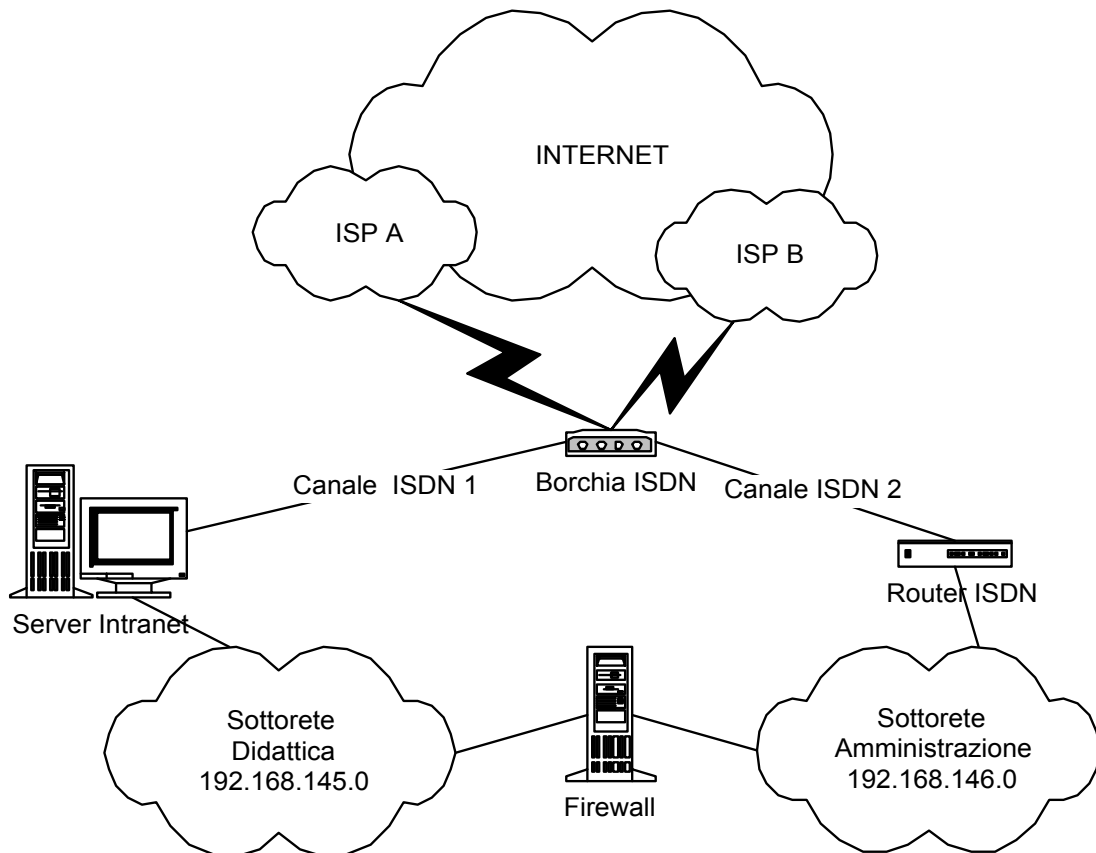 INTERNET
ISP A
ISP B
Canale ISDN 1
Borchia ISDN
Canale ISDN 2
Server Intranet
Router ISDN
Sottorete
Didattica
192.168.145.0
Firewall
Sottorete
Amministrazione
192.168.146.0